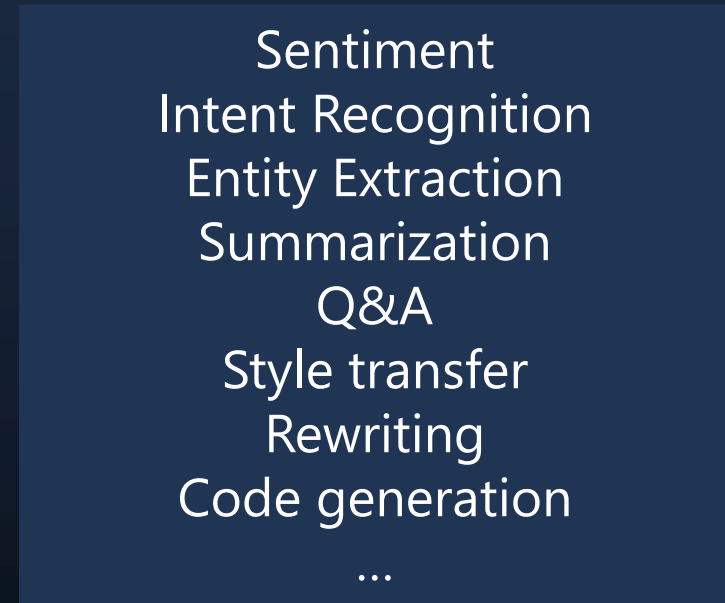 Sentiment
Intent Recognition
Entity Extraction
Summarization
Q&A
Style transfer
Rewriting
Code generation
...